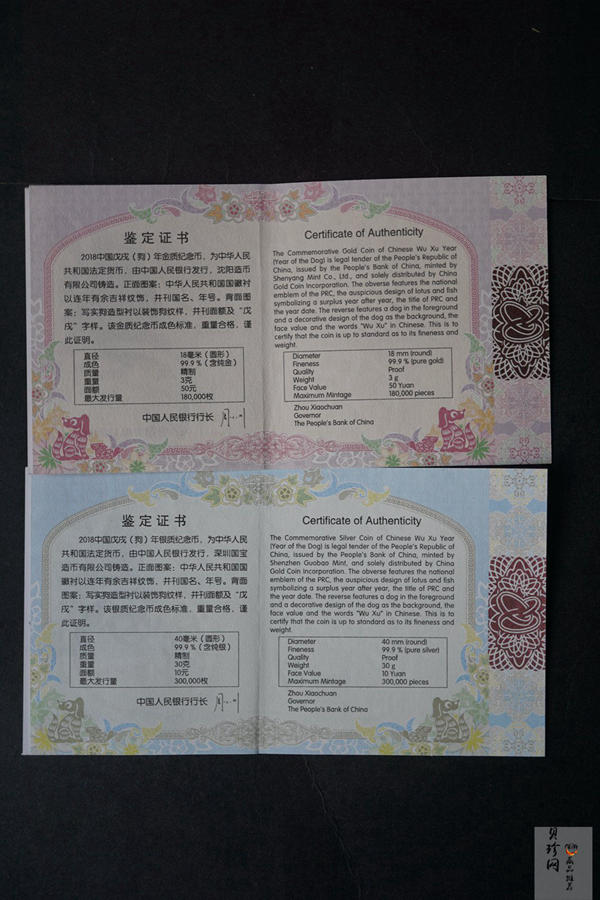 鉴定证书
2018中国戊戌（狗）年金质纪念币，为中华人民
共和国法定货币，由中国人民银行发行，沈阳造币
有限公司铸造。正面图案：中华人民共和国国徽衬
以连年有余吉祥纹饰，并刊国名、年号。背面图
案：写实狗造型衬以装饰狗纹样，并刊面额及“戊
戌”字样。该金质纪念币成色标准，重量合格，谨
此证明。
直径 18毫米（圆形）
成色 99.9％（含纯金）
质量 精制
重量 3克
面额 50元
最大发行量 180,000枚
中国人民银行行长
Certificate of Authenticity
The Commemorative Gold Coin of Chinese Wu Xu Year
(Year of the Dog) is legal tender of the People's Republic of
China, issued by the People's Bank of China, minted by
Shenyang Mint Co., Ltd., and solely distributed by China
Gold Coin Incorporation. The obverse features the national
emblem of the PRC, the auspicious design of lotus and fish
symbolizing a surplus year after year, the title of PRC and
the year date. The reverse features a dog in the foreground
and a decorative design of the dog as the background, the
face value and the words "Wu Xu" in Chinese. This is to
certify that the coin is up to standard as to its fineness and
weight.
Diameter 18 mm (round)
Fineness 99.9 % (pure gold)
Quality Proof
Weight 3 g
Face Value 50 Yuan
Maximum Mintage 180,000 pieces
Zhou Xiaochuan
Governor
The People's Bank of China
鉴定证书
2018中国戊戌（狗）年银质纪念币，为中华人民
共和国法定货币，由中国人民银行发行，深圳国宝
造币有限公司铸造。正面图案：中华人民共和国国
徽衬以连年有余吉祥纹饰，并刊国名、年号。背面
图案：写实狗造型衬以装饰狗纹样，并刊面额及“戊
戌”字样。该银质纪念币成色标准，重量合格，谨
此证明。
直径 40毫米（圆形）
成色 99.9％（含纯银）
质量 精制
重量 30克
面额 10元
最大发行量 300,000枚
中国人民银行行长
Certificate of Authenticity
The Commemorative Silver Coin of Chinese Wu Xu Year
(Year of the Dog) is legal tender of the People's Republic of
China, issued by the People's Bank of China, minted by
Shenzhen Guobao Mint, and solely distributed by China
Gold Coin Incorporation. The obverse features the national
emblem of the PRC, the auspicious design of lotus and fish
symbolizing a surplus year after year, the title of PRC and
the year date. The reverse features a dog in the foreground
and a decorative design of the dog as the background, the
face value and the words "Wu Xu" in Chinese. This is to
certify that the coin is up to standard as to its fineness and
weight.
Diameter 40 mm (round)
Fineness 99.9 % (pure silver)
Quality Proof
Weight 30 g
Face Value 10 Yuan
Maximum Mintage 300,000 pieces
Zhou Xiaochuan
Governor
The People's Bank of China
贝珍网